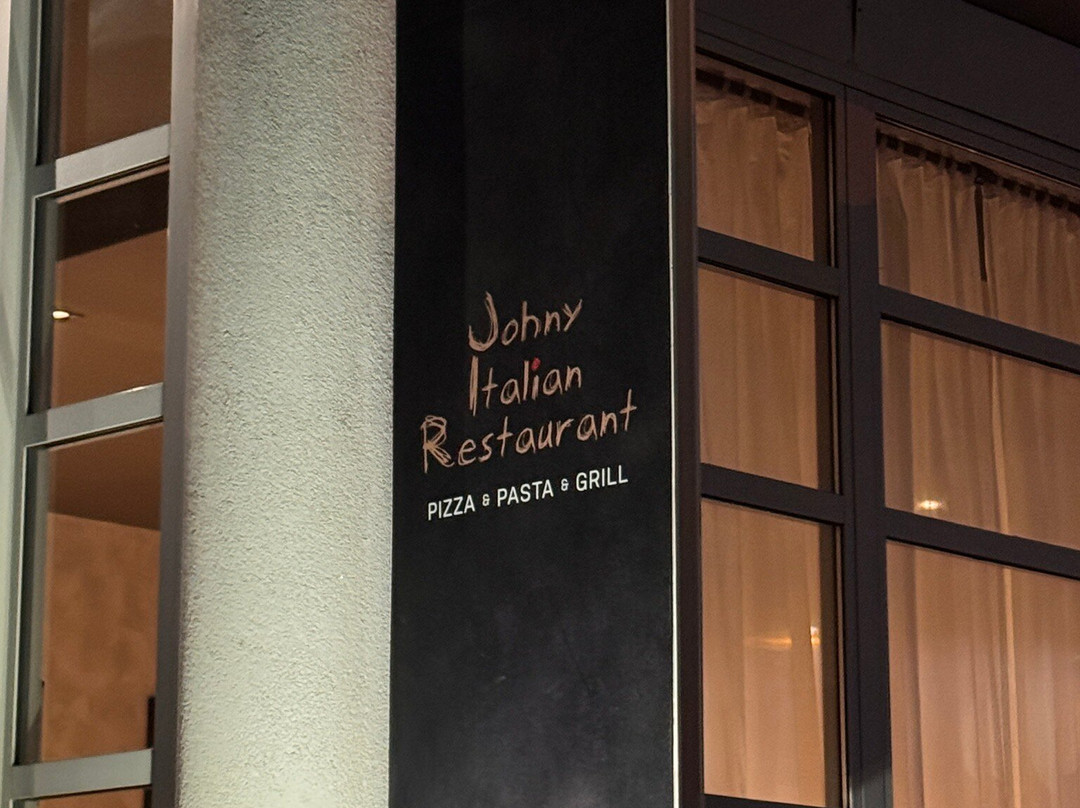 Johny
Italian
Restaurant
PIZZA & PASTA & GRILL